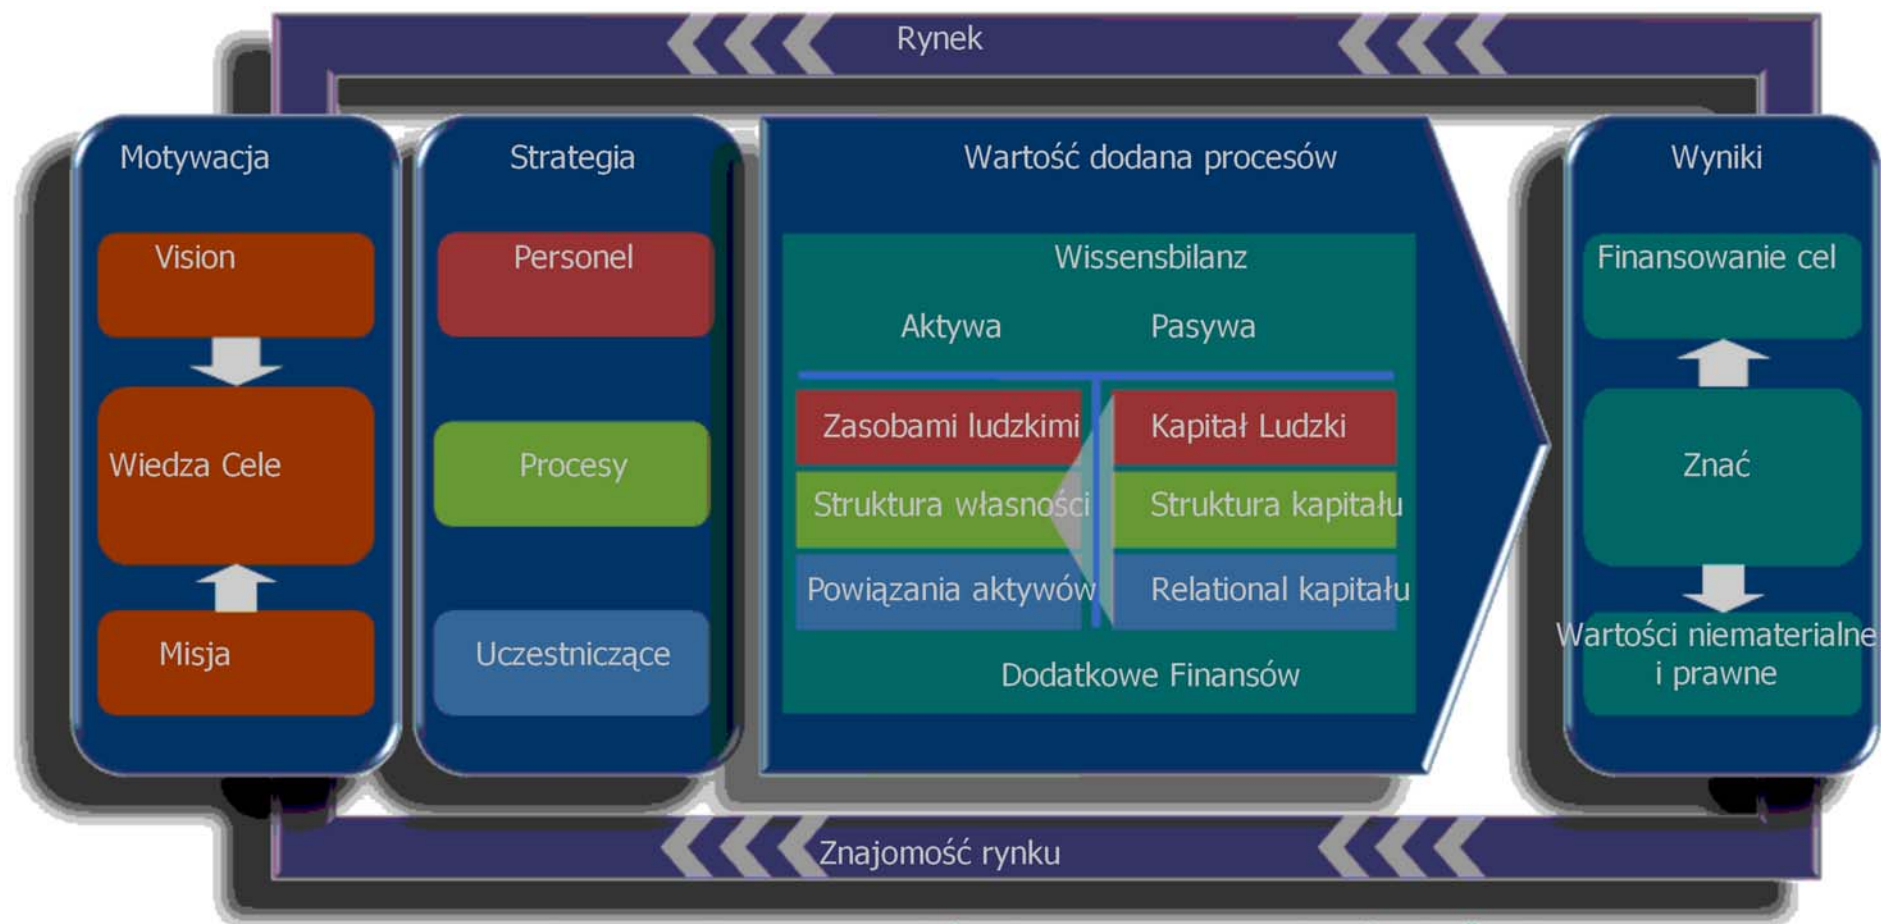 Rynek
Motywacja
Vision
Wiedza Cele
Misja
Strategia
Personel
Procesy
Uczestniczące
Wartość dodana procesów
Wissensbilanz
Aktywa
Pasywa
Zasobami ludzkimi
Kapitał Ludzki
Struktura własności
Struktura kapitału
Powiązania aktywów
Relational kapitału
Dodatkowe Finansów
Wyniki
Finansowanie cel
Znać
Wartości niematerialne
i prawne
Znajomość rynku